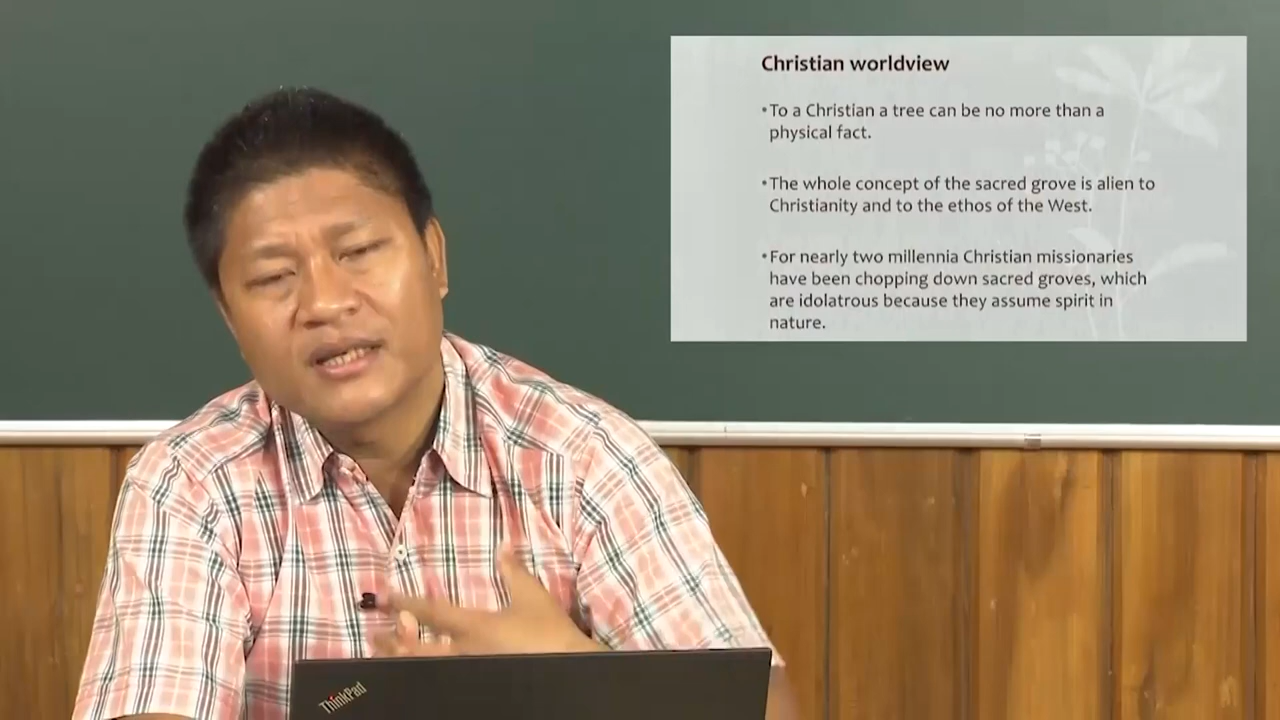 Christian worldview
•To a Christian a tree can be no more than a
physical fact.
•The whole concept of the sacred grove is alien to
Christianity and to the ethos of the West.
•For nearly two millennia Christian missionaries
have been chopping down sacred groves, which
are idolatrous because they assume spirit in
nature.
ThinkPad